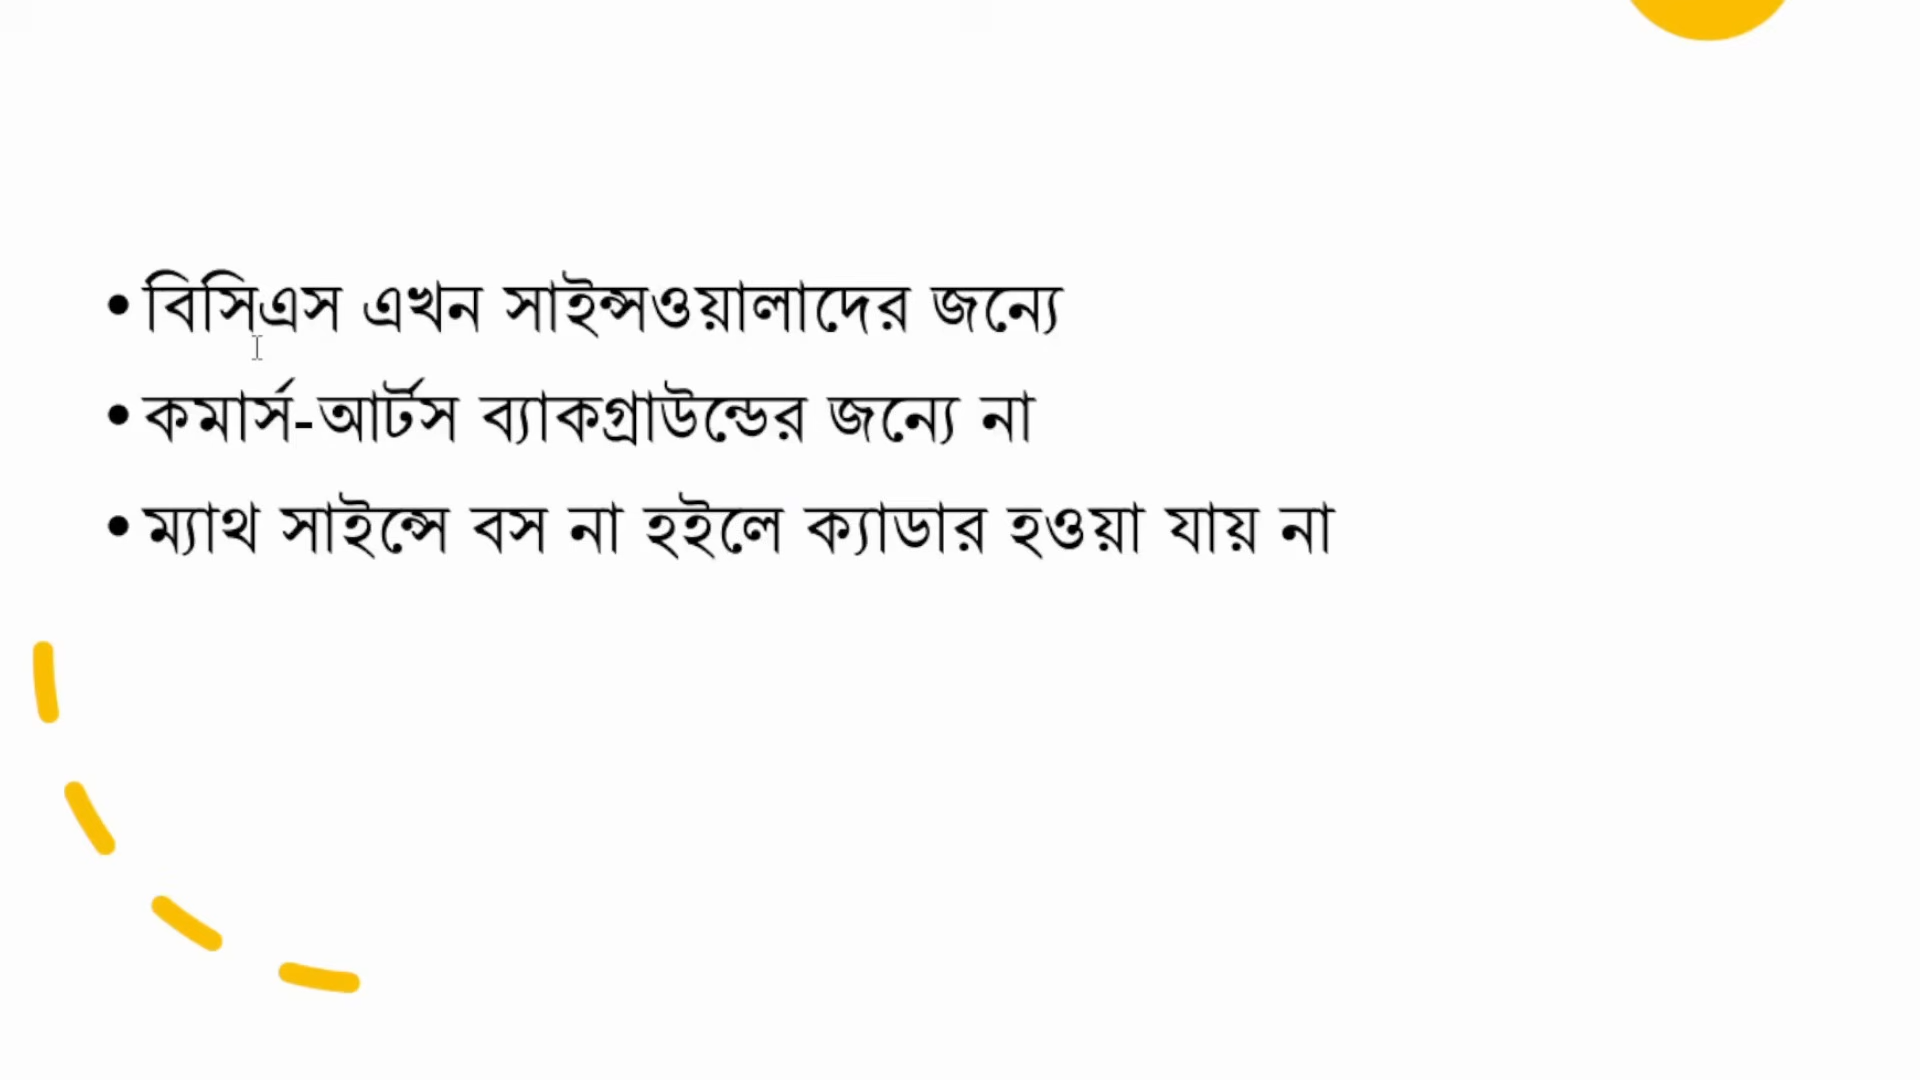 • বিসিএস এখন সাইন্সওয়ালাদের জন্যে
• কমার্স-আর্টস ব্যাকগ্রাউন্ডের জন্যে না
• ম্যাথ সাইন্সে বস না হইলে ক্যাডার হওয়া যায় না